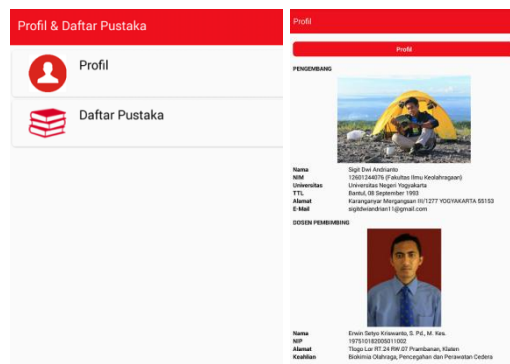 Profil & Daftar Pustaka
Profil
Daftar Pustaka
Profil
Profil
PENGEMBANG
Nama Sigit Dwi Andrianto
NIM 12601244076 (Fakultas Ilmu Keolahragaan)
Universitas Universitas Negeri Yogyakarta
TTL Bantul, 08 September 1993
Alamat Karanganyar Mergangsan III/1277 YOGYAKARTA 55153
E-Mail sigitdwiandrian11@gmail.com
DOSEN PEMBIMBING
Nama Erwin Setyo Kriswanto, S. Pd., M. Kes.
NIP 197510182005011002
Alamat Tlogo Lor RT.24 RW.07 Prambanan, Klaten
Keahlian Biokimia Olahraga, Pencegahan dan Perawatan Cedera